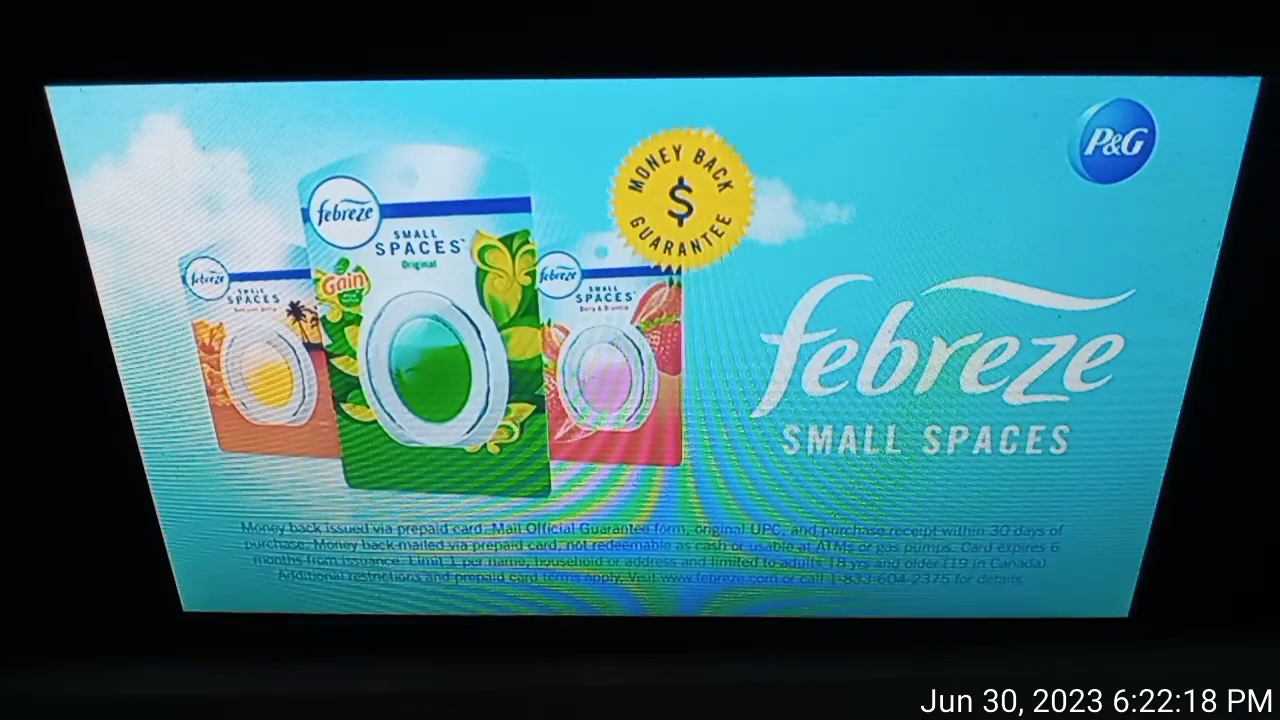 P&G
MONEY BACK
$
GUARANTEE
febreze
SMALL
SPACES
Original
Gain
febreze
SMALL
SPACES
febreze
SMALL
SPACES
Berry & Bramble
febreze
SMALL SPACES
Money back issued via prepaid card. Mail Official Guarantee form, original UPC, and purchase receipt within 30 days of
purchase. Money back mailed via prepaid card, not redeemable as cash or usable at ATMs or gas pumps. Card expires 6
months from issuance. Limit 1 per name, household or address and limited to adults 18 yrs and older (19 in Canada).
Additional restrictions and prepaid card terms apply. Visit www.febreze.com or call 1-833-604-2375 for details.
Jun 30, 2023 6:22:18 PM